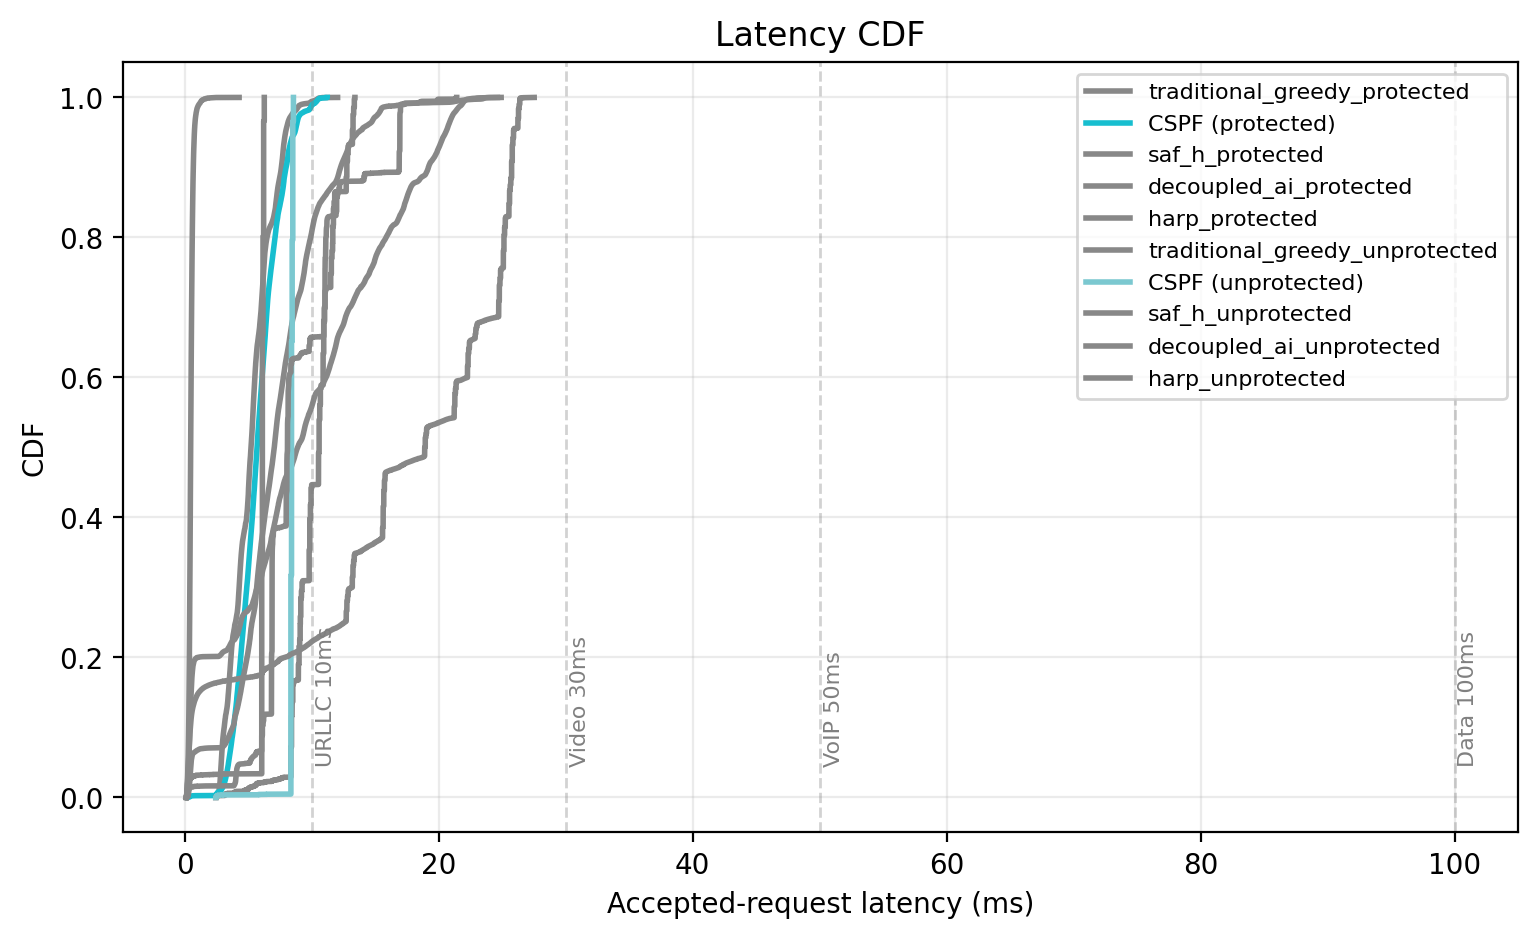 Latency CDF
traditional_greedy_protected
CSPF (protected)
saf_h_protected
decoupled_ai_protected
harp_protected
traditional_greedy_unprotected
CSPF (unprotected)
saf_h_unprotected
decoupled_ai_unprotected
harp_unprotected
1.0
0.8
0.6
0.4
0.2
0.0
CDF
URLLC 10ms
Video 30ms
VoIP 50ms
Data 100ms
0
20
40
60
80
100
Accepted-request latency (ms)